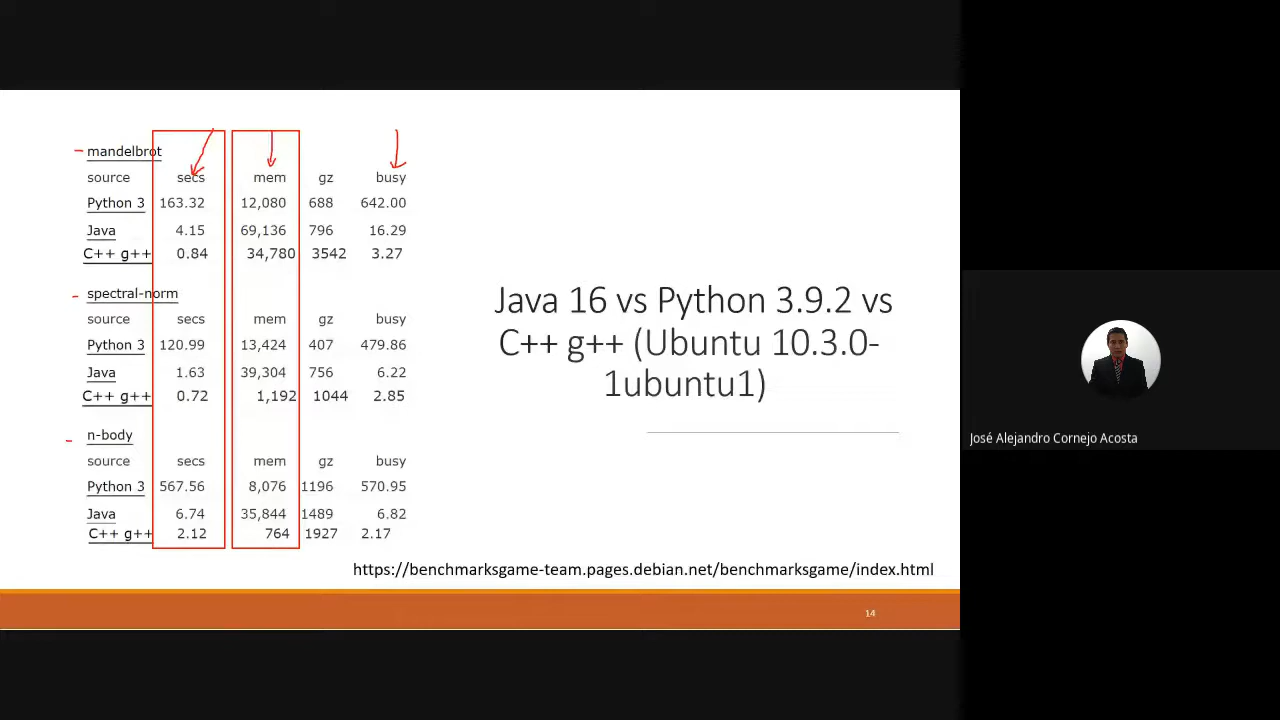 mandelbrot
source secs mem gz busy
Python 3 163.32 12,080 688 642.00
Java 4.15 69,136 796 16.29
C++ g++ 0.84 34,780 3542 3.27
spectral-norm
source secs mem gz busy
Python 3 120.99 13,424 407 479.86
Java 1.63 39,304 756 6.22
C++ g++ 0.72 1,192 1044 2.85
n-body
source secs mem gz busy
Python 3 567.56 8,076 1196 570.95
Java 6.74 35,844 1489 6.82
C++ g++ 2.12 764 1927 2.17
Java 16 vs Python 3.9.2 vs
C++ g++ (Ubuntu 10.3.0-
1ubuntu1)
https://benchmarksgame-team.pages.debian.net/benchmarksgame/index.html
14
José Alejandro Cornejo Acosta